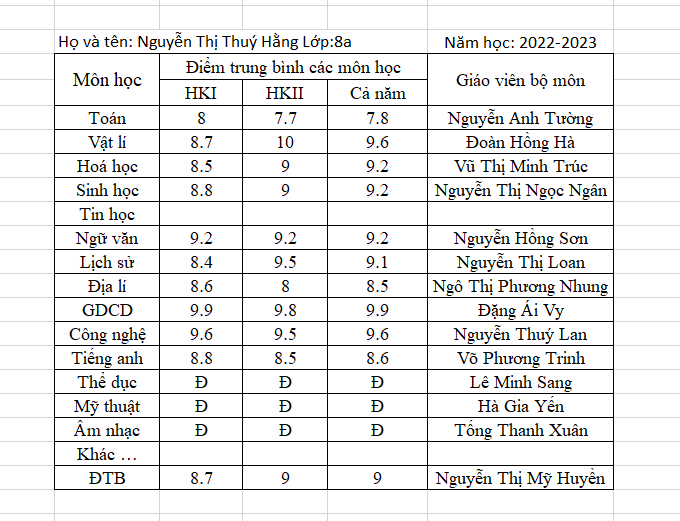 Họ và tên: Nguyễn Thị Thuý Hằng Lớp:8a Năm học: 2022-2023
Môn học Điểm trung bình các môn học Giáo viên bộ môn
HKI HKII Cả năm
Toán 8 7.7 7.8 Nguyễn Anh Tường
Vật lí 8.7 10 9.6 Đoàn Hồng Hà
Hoá học 8.5 9 9.2 Vũ Thị Minh Trúc
Sinh học 8.8 9 9.2 Nguyễn Thị Ngọc Ngân
Tin học
Ngữ văn 9.2 9.2 9.2 Nguyễn Hồng Sơn
Lịch sử 8.4 9.5 9.1 Nguyễn Thị Loan
Địa lí 8.6 8 8.5 Ngô Thị Phương Nhung
GDCD 9.9 9.8 9.9 Đặng Ái Vy
Công nghệ 9.6 9.5 9.6 Nguyễn Thuý Lan
Tiếng anh 8.8 8.5 8.6 Võ Phương Trinh
Thể dục Đ Đ Đ Lê Minh Sang
Mỹ thuật Đ Đ Đ Hà Gia Yến
Âm nhạc Đ Đ Đ Tống Thanh Xuân
Khác …
ĐTB 8.7 9 9 Nguyễn Thị Mỹ Huyền